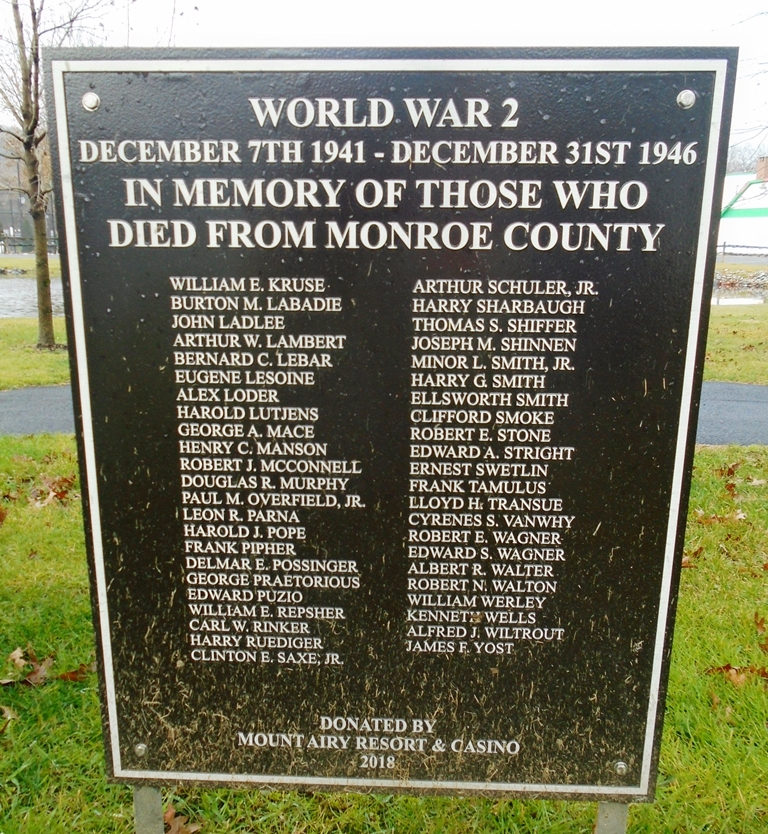 WORLD WAR 2
DECEMBER 7TH 1941 - DECEMBER 31ST 1946
IN MEMORY OF THOSE WHO
DIED FROM MONROE COUNTY
WILLIAM E. KRUSE
BURTON M. LABADIE
JOHN LADLEE
ARTHUR W. LAMBERT
BERNARD C. LEBAR
EUGENE LESOINE
ALEX LODER
HAROLD LUTJENS
GEORGE A. MACE
HENRY C. MANSON
ROBERT J. MCCONNELL
DOUGLAS R. MURPHY
PAUL M. OVERFIELD, JR.
LEON R. PARNA
HAROLD J. POPE
FRANK PIPHER
DELMAR E. POSSINGER
GEORGE PRAETORIOUS
EDWARD PUZIO
WILLIAM E. REPSHER
CARL W. RINKER
HARRY RUEDIGER
CLINTON E. SAXE, JR.
ARTHUR SCHULER, JR.
HARRY SHARBAUGH
THOMAS S. SHIFFER
JOSEPH M. SHINNEN
MINOR L. SMITH, JR.
HARRY G. SMITH
ELLSWORTH SMITH
CLIFFORD SMOKE
ROBERT E. STONE
EDWARD A. STRIGHT
ERNEST SWETLIN
FRANK TAMULUS
LLOYD H. TRANSUE
CYRENES S. VANWHY
ROBERT E. WAGNER
EDWARD S. WAGNER
ALBERT R. WALTER
ROBERT N. WALTON
WILLIAM WERLEY
KENNETH WELLS
ALFRED J. WILTROUT
JAMES F. YOST
DONATED BY
MOUNT AIRY RESORT & CASINO
2018